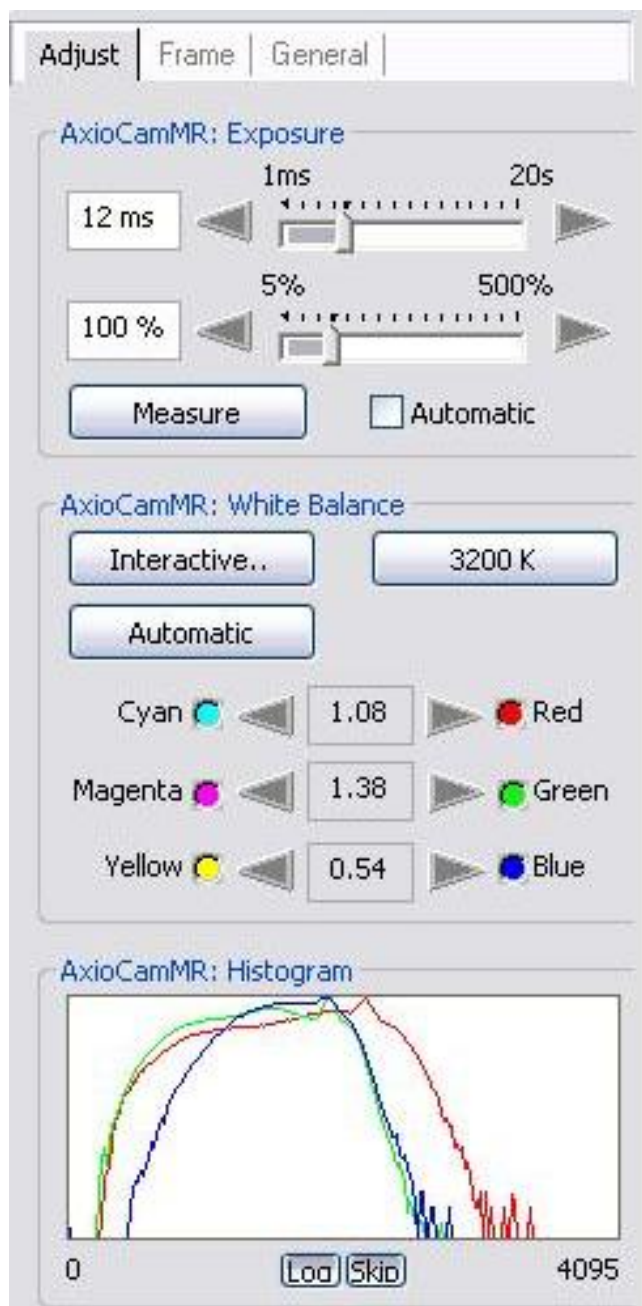 Adjust Frame General
AxioCamMR: Exposure
1ms 20s
12 ms
5% 500%
100 %
Measure Automatic
AxioCamMR: White Balance
Interactive.. 3200 K
Automatic
Cyan 1.08 Red
Magenta 1.38 Green
Yellow 0.54 Blue
AxioCamMR: Histogram
0 Log Skip 4095